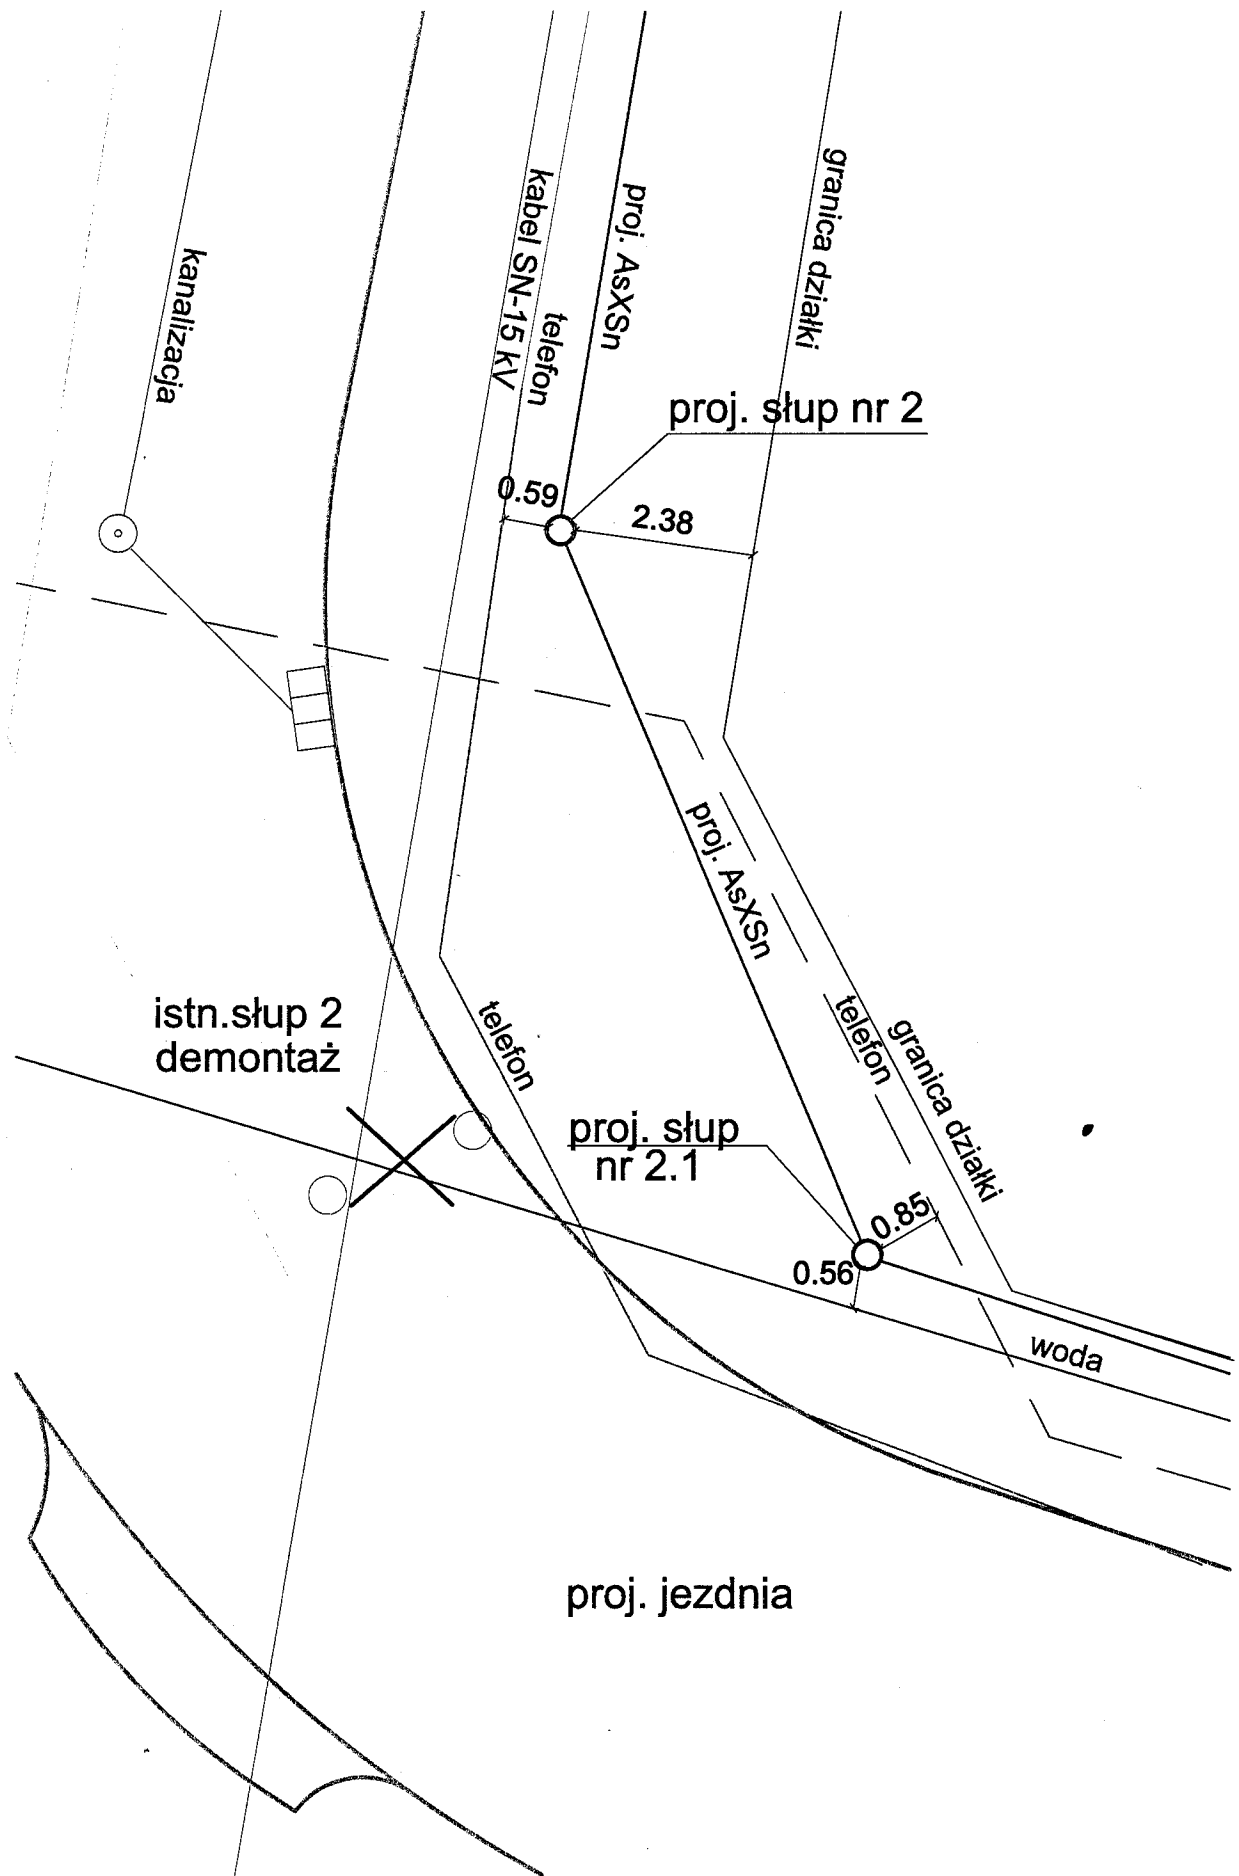 granica działki
proj. AsXSn
kabel SN-15 kV
telefon
kanalizacja
proj. słup nr 2
0.59
2.38
proj. AsXSn
istn.słup 2
demontaż
telefon
telefon
granica działki
proj. słup
nr 2.1
0.85
0.56
woda
proj. jezdnia